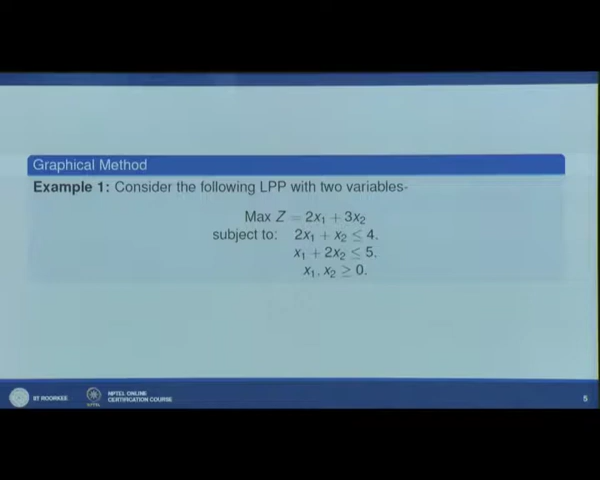 Graphical Method
Example 1: Consider the following LPP with two variables-
Max Z = 2x₁ + 3x₂
subject to: 2x₁ + x₂ ≤ 4.
x₁ + 2x₂ ≤ 5.
x₁. x₂ ≥ 0.
IIT ROORKEE
NPTEL ONLINE
CERTIFICATION COURSE
5